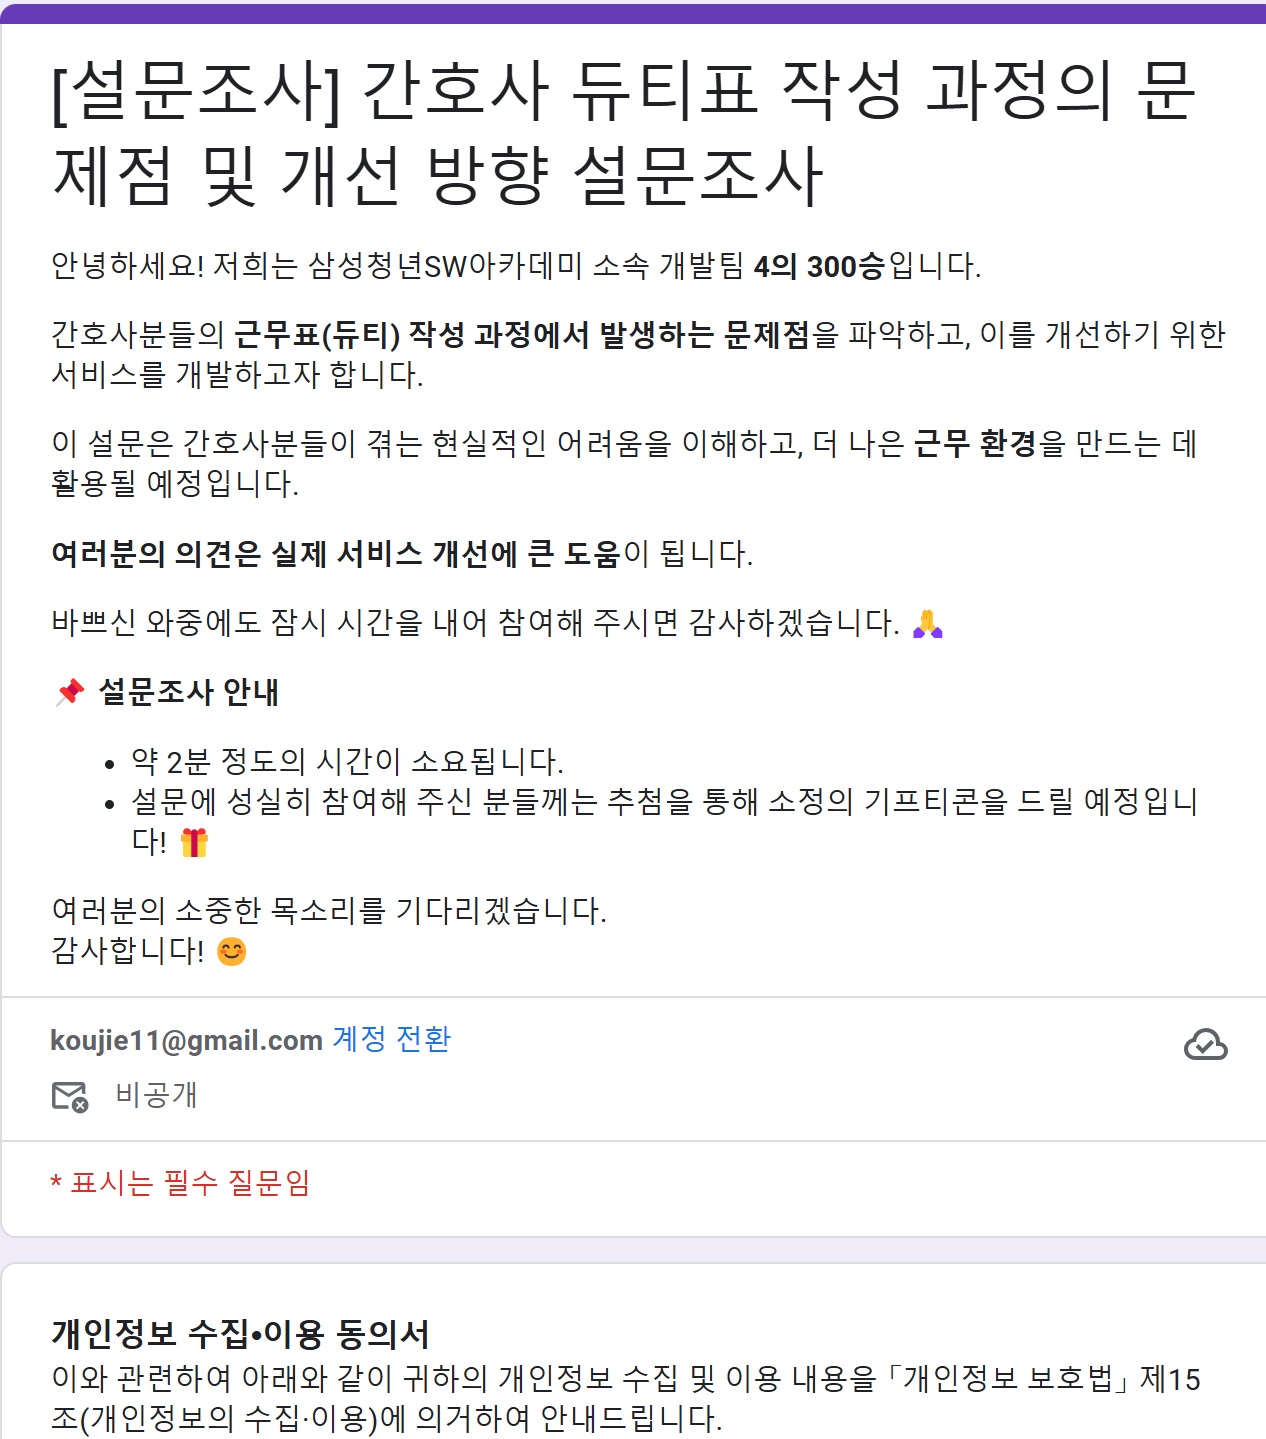 [설문조사] 간호사 듀티표 작성 과정의 문
제점 및 개선 방향 설문조사
안녕하세요! 저희는 삼성청년SW아카데미 소속 개발팀 4의 300승입니다.
간호사분들의 근무표(듀티) 작성 과정에서 발생하는 문제점을 파악하고, 이를 개선하기 위한
서비스를 개발하고자 합니다.
이 설문은 간호사분들이 겪는 현실적인 어려움을 이해하고, 더 나은 근무 환경을 만드는 데
활용될 예정입니다.
여러분의 의견은 실제 서비스 개선에 큰 도움이 됩니다.
바쁘신 와중에도 잠시 시간을 내어 참여해 주시면 감사하겠습니다. 🙏
📌 설문조사 안내
• 약 2분 정도의 시간이 소요됩니다.
• 설문에 성실히 참여해 주신 분들께는 추첨을 통해 소정의 기프티콘을 드릴 예정입니
다! 🎁
여러분의 소중한 목소리를 기다리겠습니다.
감사합니다! 😊
koujie11@gmail.com 계정 전환
비공개
* 표시는 필수 질문임
개인정보 수집•이용 동의서
이와 관련하여 아래와 같이 귀하의 개인정보 수집 및 이용 내용을 「개인정보 보호법」 제15
조(개인정보의 수집·이용)에 의거하여 안내드립니다.